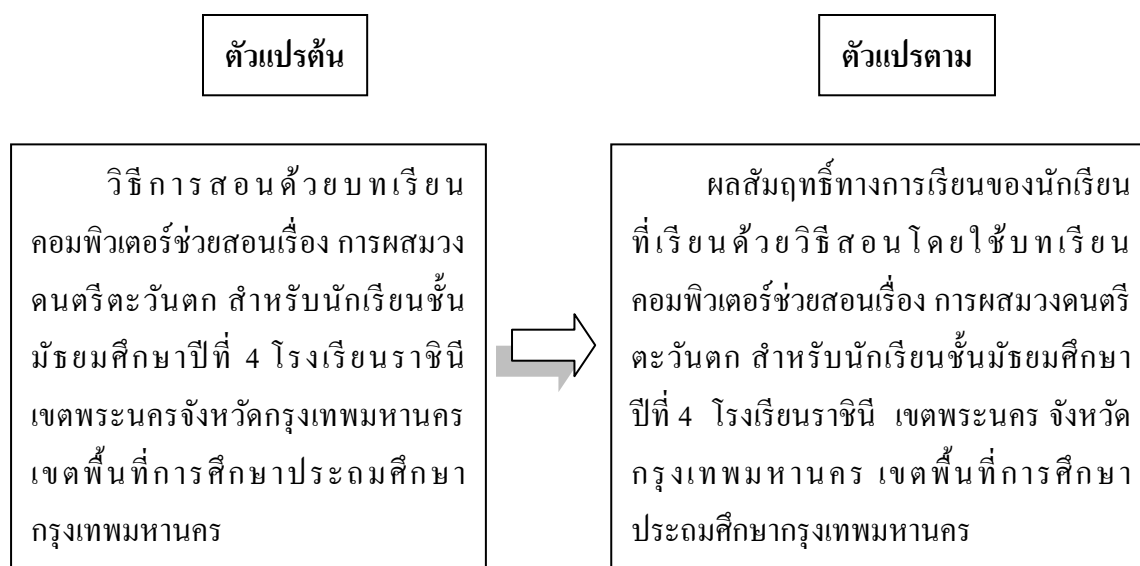 ตัวแปรต้น
ตัวแปรตาม
วิธีการสอนด้วยบทเรียน
คอมพิวเตอร์ช่วยสอนเรื่อง การผสมวง
ดนตรีตะวันตก สำหรับนักเรียนชั้น
มัธยมศึกษาปีที่ 4 โรงเรียนราชินี
เขตพระนครจังหวัดกรุงเทพมหานคร
เขตพื้นที่การศึกษาประถมศึกษา
กรุงเทพมหานคร
ผลสัมฤทธิ์ทางการเรียนของนักเรียน
ที่เรียนด้วยวิธีสอนโดยใช้บทเรียน
คอมพิวเตอร์ช่วยสอนเรื่อง การผสมวงดนตรี
ตะวันตก สำหรับนักเรียนชั้นมัธยมศึกษา
ปีที่ 4 โรงเรียนราชินี เขตพระนคร จังหวัด
กรุงเทพมหานคร เขตพื้นที่การศึกษา
ประถมศึกษากรุงเทพมหานคร